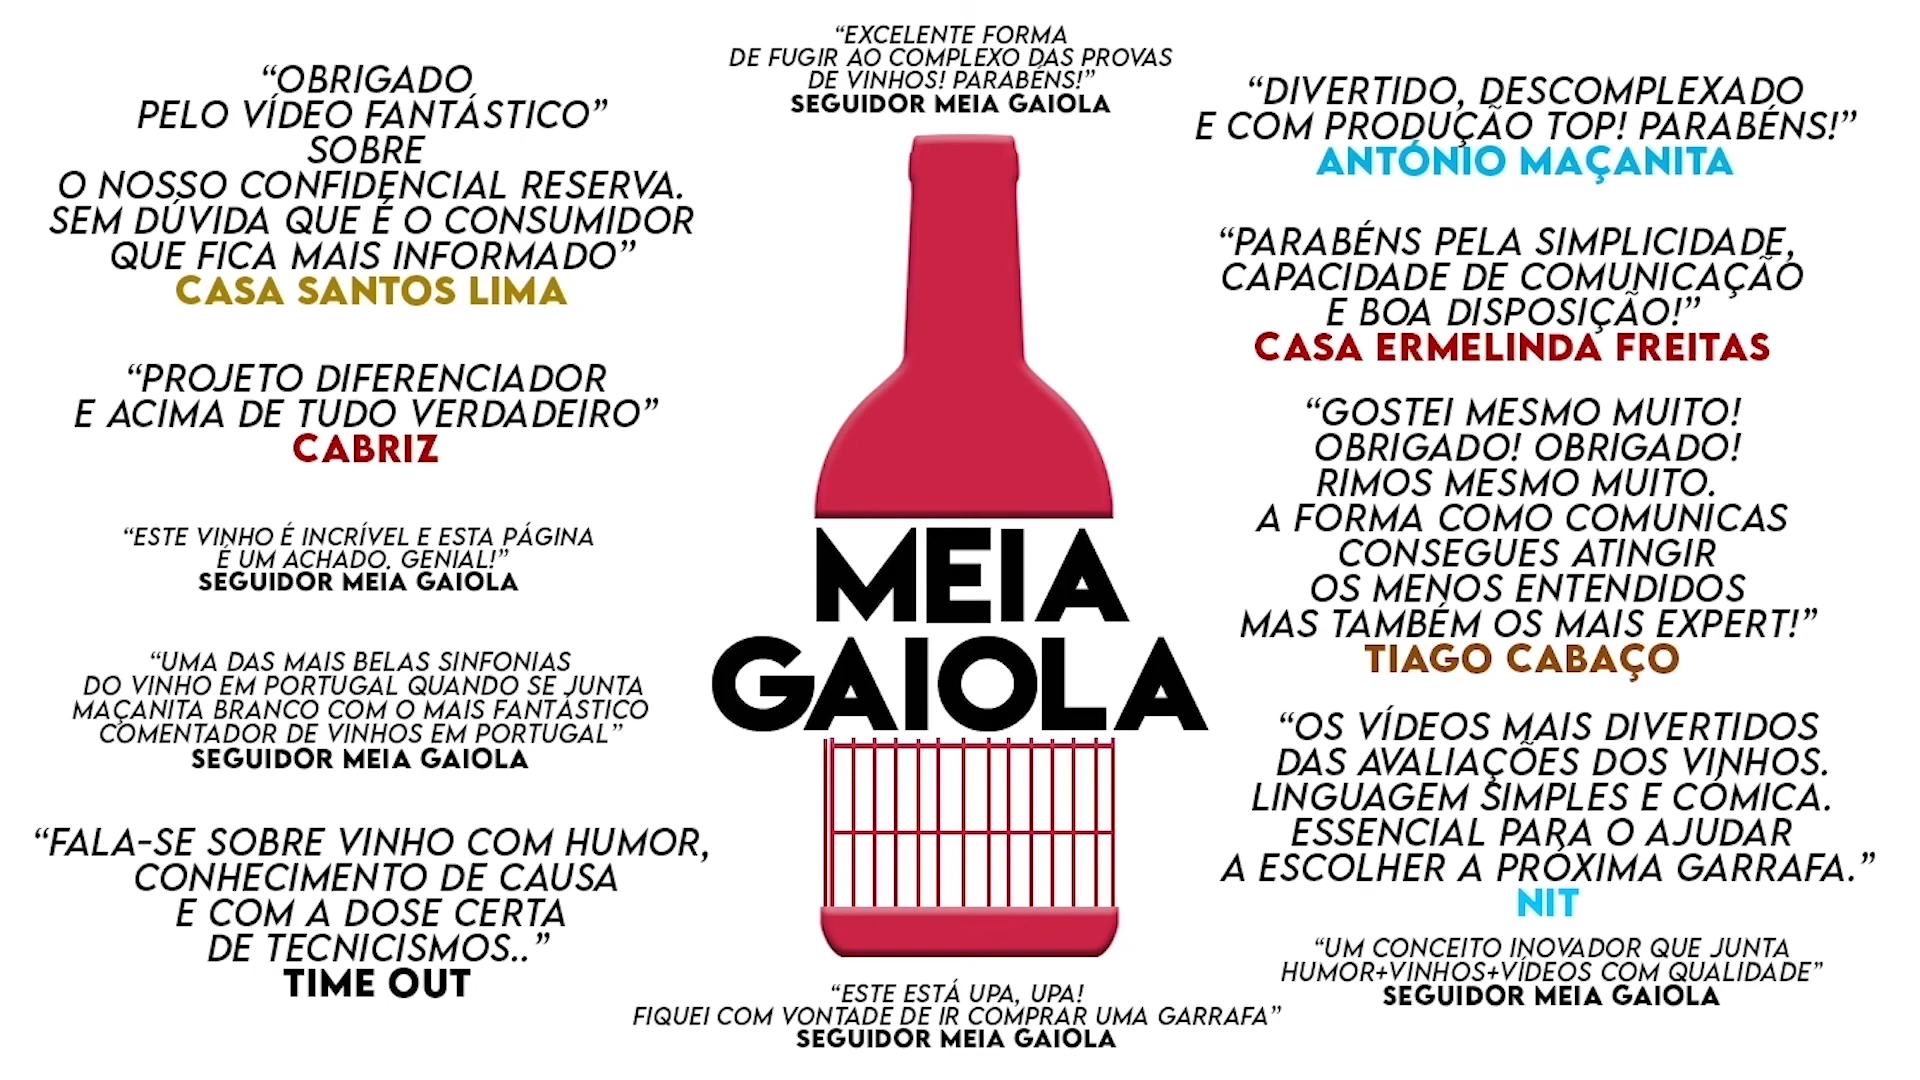 “OBRIGADO
PELO VÍDEO FANTÁSTICO”
SOBRE
O NOSSO CONFIDENCIAL RESERVA.
SEM DÚVIDA QUE É O CONSUMIDOR
QUE FICA MAIS INFORMADO”
CASA SANTOS LIMA
“PROJETO DIFERENCIADOR
E ACIMA DE TUDO VERDADEIRO”
CABRIZ
“ESTE VINHO É INCRÍVEL E ESTA PÁGINA
É UM ACHADO. GENIAL!”
SEGUIDOR MEIA GAIOLA
“UMA DAS MAIS BELAS SINFONIAS
DO VINHO EM PORTUGAL QUANDO SE JUNTA
MAÇANITA BRANCO COM O MAIS FANTÁSTICO
COMENTADOR DE VINHOS EM PORTUGAL”
SEGUIDOR MEIA GAIOLA
“FALA-SE SOBRE VINHO COM HUMOR,
CONHECIMENTO DE CAUSA
E COM A DOSE CERTA
DE TECNICISMOS..”
TIME OUT
“EXCELENTE FORMA
DE FUGIR AO COMPLEXO DAS PROVAS
DE VINHOS! PARABÉNS!”
SEGUIDOR MEIA GAIOLA
MEIA
GAIOLA
“ESTE ESTÁ UPA, UPA!
FIQUEI COM VONTADE DE IR COMPRAR UMA GARRAFA”
SEGUIDOR MEIA GAIOLA
“DIVERTIDO, DESCOMPLEXADO
E COM PRODUÇÃO TOP! PARABÉNS!”
ANTÓNIO MAÇANITA
“PARABÉNS PELA SIMPLICIDADE,
CAPACIDADE DE COMUNICAÇÃO
E BOA DISPOSIÇÃO!”
CASA ERMELINDA FREITAS
“GOSTEI MESMO MUITO!
OBRIGADO! OBRIGADO!
RIMOS MESMO MUITO.
A FORMA COMO COMUNICAS
CONSEGUES ATINGIR
OS MENOS ENTENDIDOS
MAS TAMBÉM OS MAIS EXPERT!”
TIAGO CABAÇO
“OS VÍDEOS MAIS DIVERTIDOS
DAS AVALIAÇÕES DOS VINHOS.
LINGUAGEM SIMPLES E CÓMICA.
ESSENCIAL PARA O AJUDAR
A ESCOLHER A PRÓXIMA GARRAFA.”
NIT
“UM CONCEITO INOVADOR QUE JUNTA
HUMOR+VINHOS+VÍDEOS COM QUALIDADE”
SEGUIDOR MEIA GAIOLA